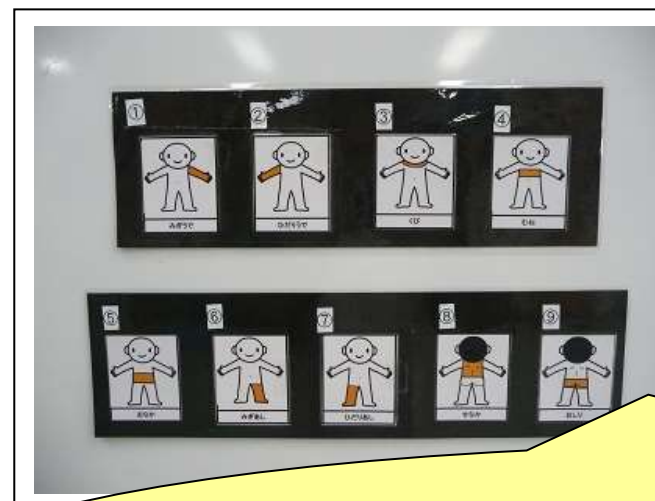 ①
②
③
④
みぎうで
ひだりうで
くび
むね
⑤
⑥
⑦
⑧
⑨
おなか
みぎあし
ひだりあし
せなか
おしり